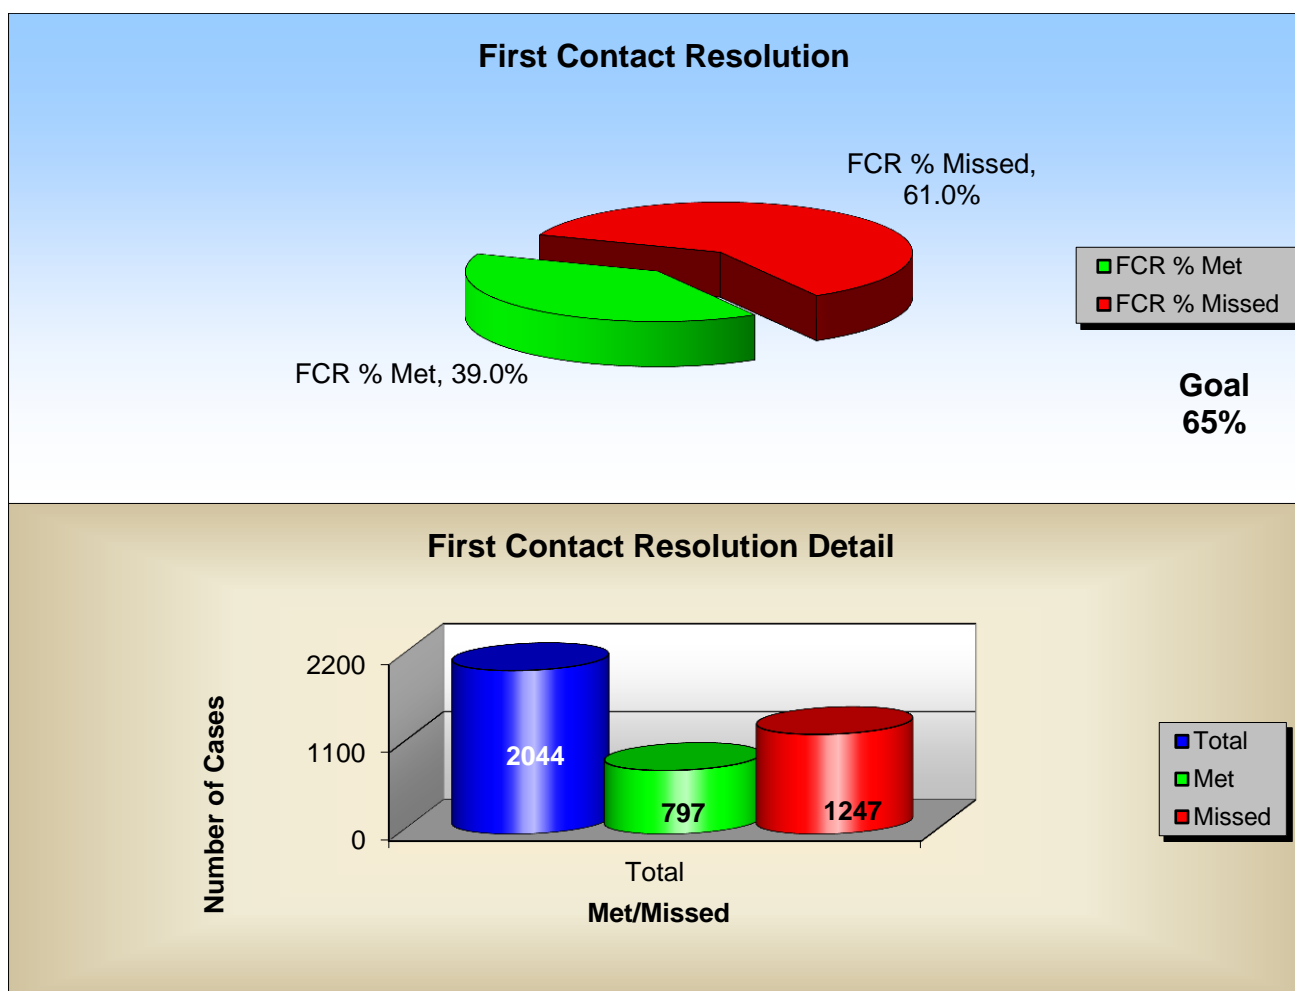 First Contact Resolution
FCR % Missed,
61.0%
FCR % Met, 39.0%
FCR % Met
FCR % Missed
Goal
65%
First Contact Resolution Detail
Number of Cases
2200
1100
0
2044
797
1247
Total
Met/Missed
Total
Met
Missed